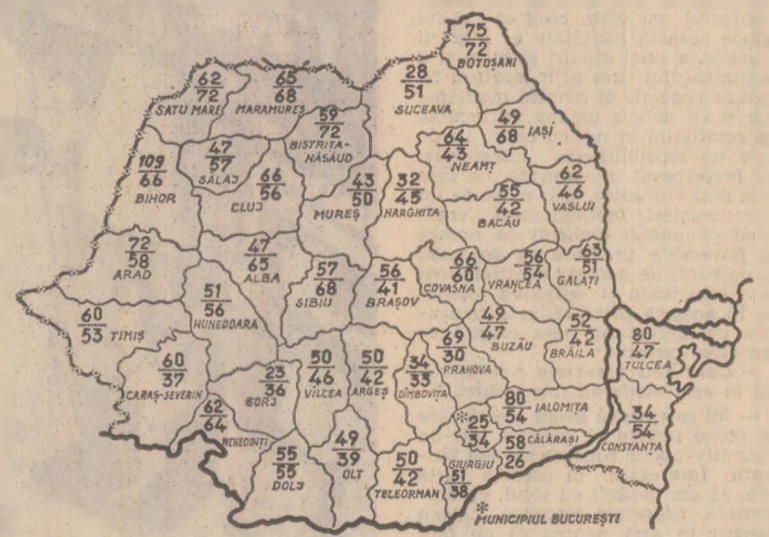 75
72
BOTOȘANI
62
72
SATU MARE
65
68
MARAMUREȘ
28
51
SUCEAVA
59
72
BISTRIȚA-
NĂSĂUD
49
68
IAȘI
64
43
NEAMȚ
47
57
SĂLAJ
109
66
BIHOR
66
56
CLUJ
43
50
MUREȘ
32
45
HARGHITA
55
42
BACĂU
62
46
VASLUI
72
58
ARAD
47
65
ALBA
57
68
SIBIU
56
41
BRAȘOV
66
60
COVASNA
56
54
VRANCEA
63
51
GALAȚI
51
56
HUNEDOARA
60
53 TIMIȘ
60
37
CARAȘ-SEVERIN
23
36
GORJ
50
46
VÎLCEA
50
42
ARGEȘ
34
33
DÎMBOVIȚA
69
30
PRAHOVA
49
47
BUZĂU
52
42
BRĂILA
80
47
TULCEA
62
64
MEHEDINȚI
80
54 IALOMIȚA
*
25
34
58 CĂLĂRAȘI
26
34
54
CONSTANȚA
55
55
DOLJ
49
39
OLT
50
42
TELEORMAN
GIURGIU
51
38
*MUNICIPIUL BUCUREȘTI